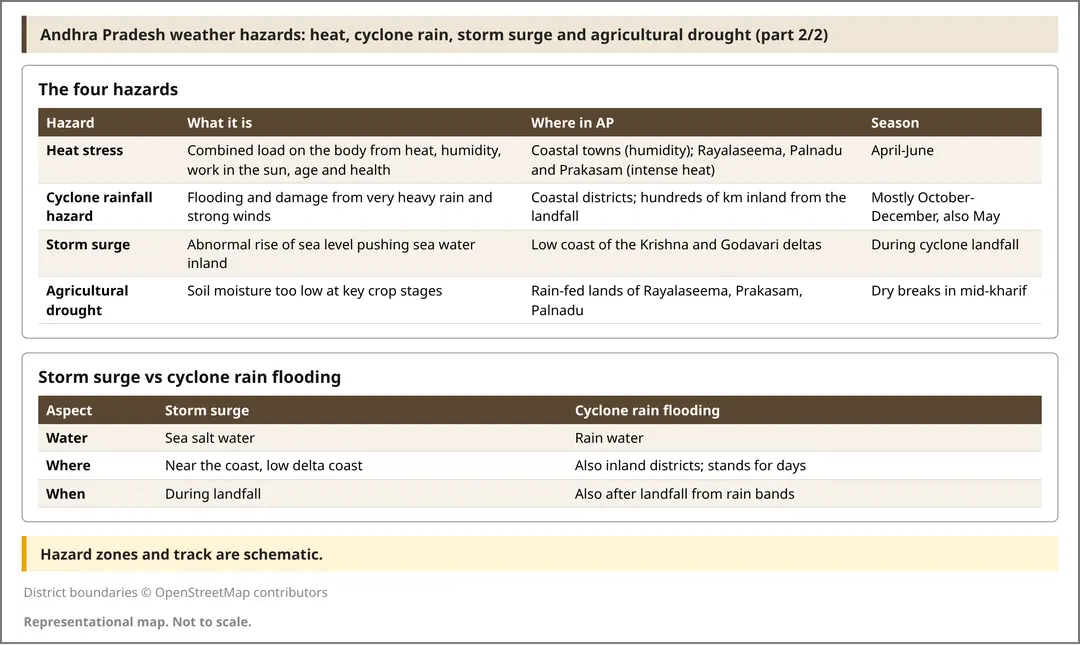 Andhra Pradesh weather hazards: heat, cyclone rain, storm surge and agricultural drought (part 2/2)
The four hazards
Hazard What it is Where in AP Season
Heat stress Combined load on the body from heat, humidity, Coastal towns (humidity); Rayalaseema, Palnadu April-June
work in the sun, age and health and Prakasam (intense heat)
Cyclone rainfall Flooding and damage from very heavy rain and Coastal districts; hundreds of km inland from the Mostly October-
hazard strong winds landfall December, also May
Storm surge Abnormal rise of sea level pushing sea water Low coast of the Krishna and Godavari deltas During cyclone landfall
inland
Agricultural Soil moisture too low at key crop stages Rain-fed lands of Rayalaseema, Prakasam, Dry breaks in mid-kharif
drought Palnadu
Storm surge vs cyclone rain flooding
Aspect Storm surge Cyclone rain flooding
Water Sea salt water Rain water
Where Near the coast, low delta coast Also inland districts; stands for days
When During landfall Also after landfall from rain bands
Hazard zones and track are schematic.
District boundaries © OpenStreetMap contributors
Representational map. Not to scale.